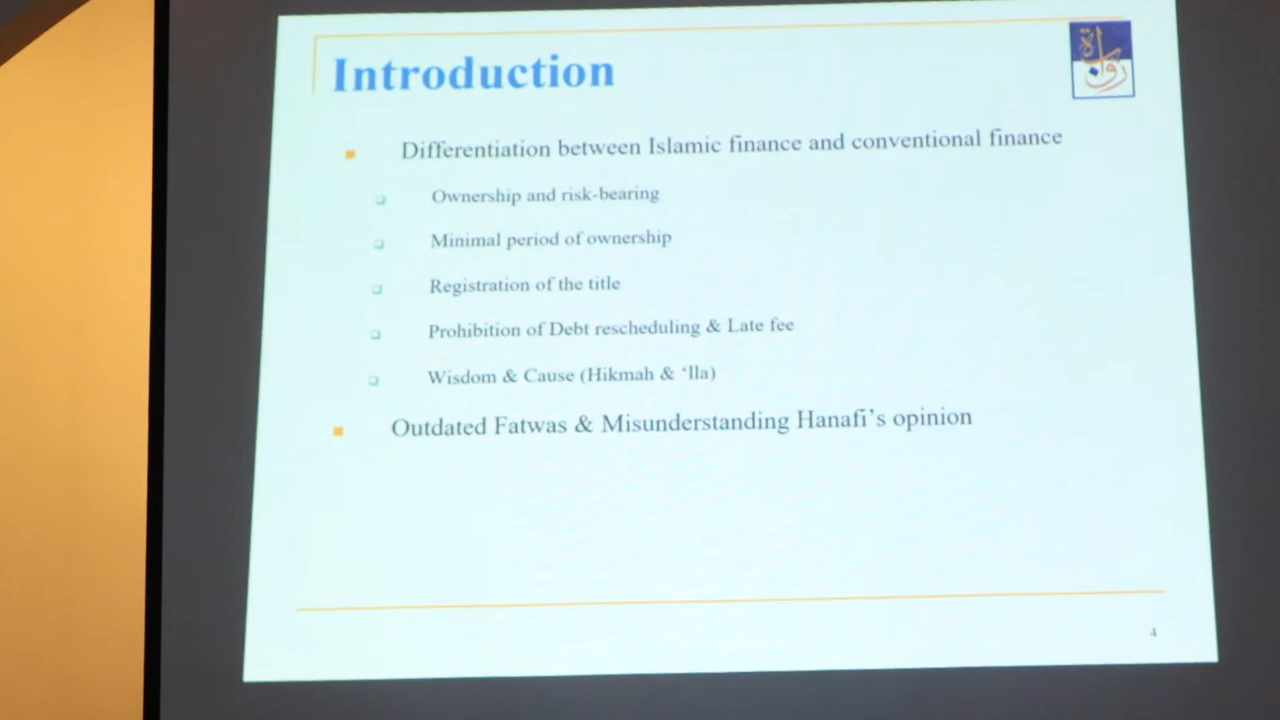 Introduction
Differentiation between Islamic finance and conventional finance
Ownership and risk-bearing
Minimal period of ownership
Registration of the title
Prohibition of Debt rescheduling & Late fee
Wisdom & Cause (Hikmah & ‘lla)
Outdated Fatwas & Misunderstanding Hanafi’s opinion
4